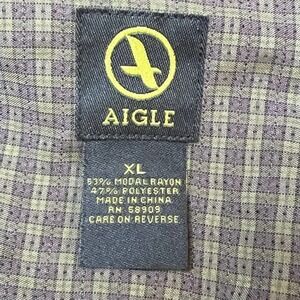 AIGLE
XL
53% MODAL RAYON
47% POLYESTER
MADE IN CHINA
RN 58909
CARE ON REVERSE